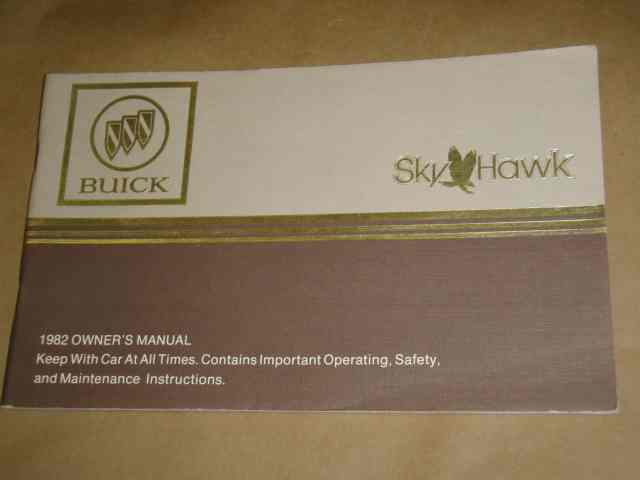 BUICK
SkyHawk
1982 OWNER'S MANUAL
Keep With Car At All Times. Contains Important Operating, Safety,
and Maintenance Instructions.